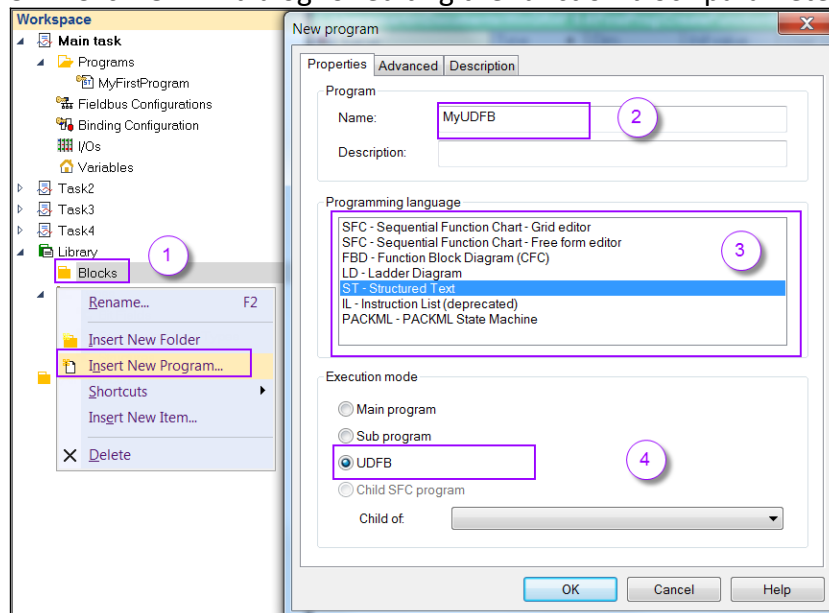 Workspace
Main task
Programs
MyFirstProgram
Fieldbus Configurations
Binding Configuration
I/Os
Variables
Task2
Task3
Task4
Library
1
Blocks
Rename... F2
Insert New Folder
Insert New Program...
Shortcuts
Insert New Item...
Delete
New program
X
Properties Advanced Description
Program
Name: MyUDFB 2
Description:
Programming language
SFC - Sequential Function Chart - Grid editor
SFC - Sequential Function Chart - Free form editor
3
FBD - Function Block Diagram (CFC)
LD - Ladder Diagram
ST - Structured Text
IL - Instruction List (deprecated)
PACKML - PACKML State Machine
Execution mode
Main program
Sub program
UDFB 4
Child SFC program
Child of:
OK Cancel Help